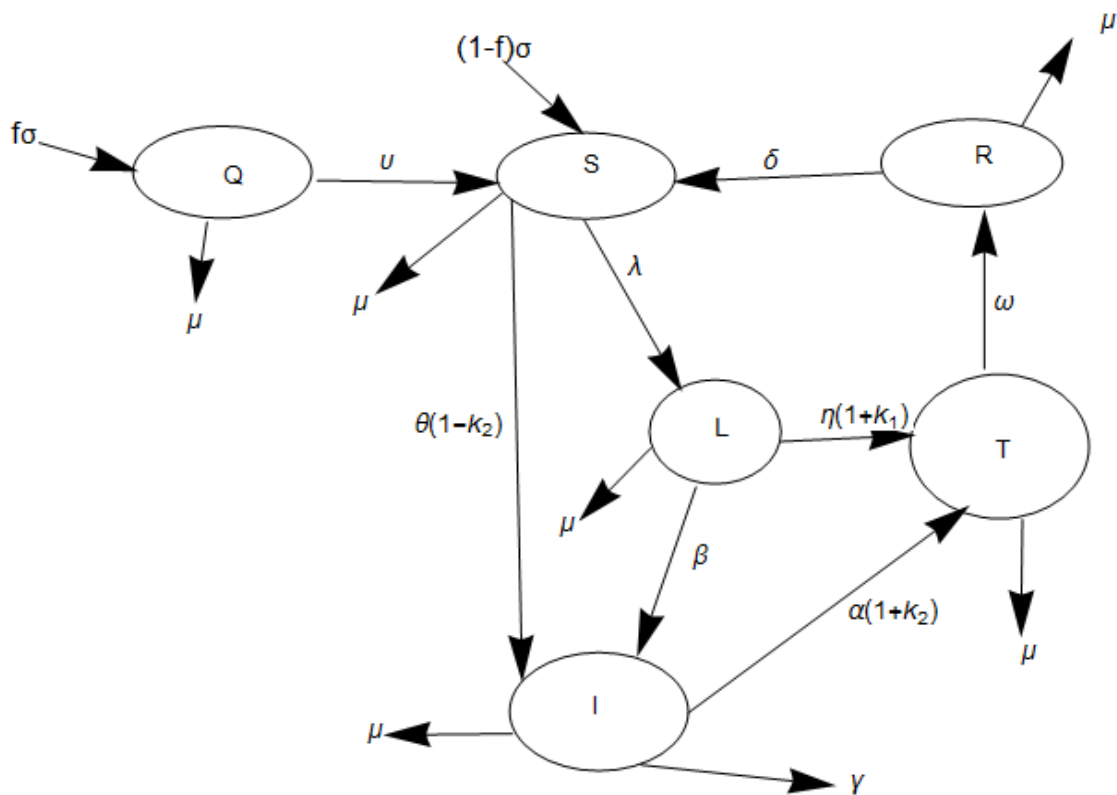 μ
(1-f)σ
fσ
Q
υ
S
δ
R
μ
μ
λ
ω
θ(1−k₂)
L
η(1+k₁)
T
μ
β
α(1+k₂)
μ
I
μ
γ